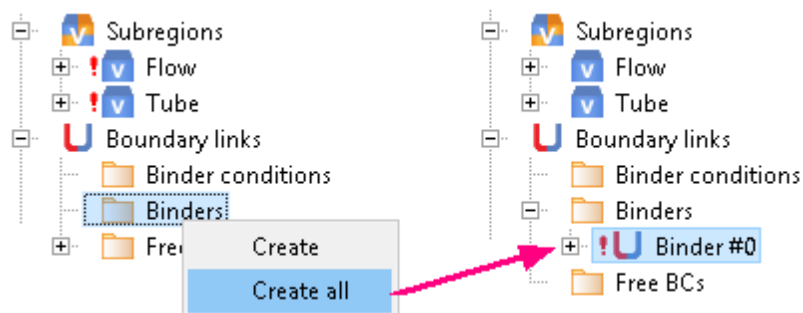 Subregions
Flow
Tube
Boundary links
Binder conditions
Binders
Fre
Create
Create all
Subregions
Flow
Tube
Boundary links
Binder conditions
Binders
Binder #0
Free BCs